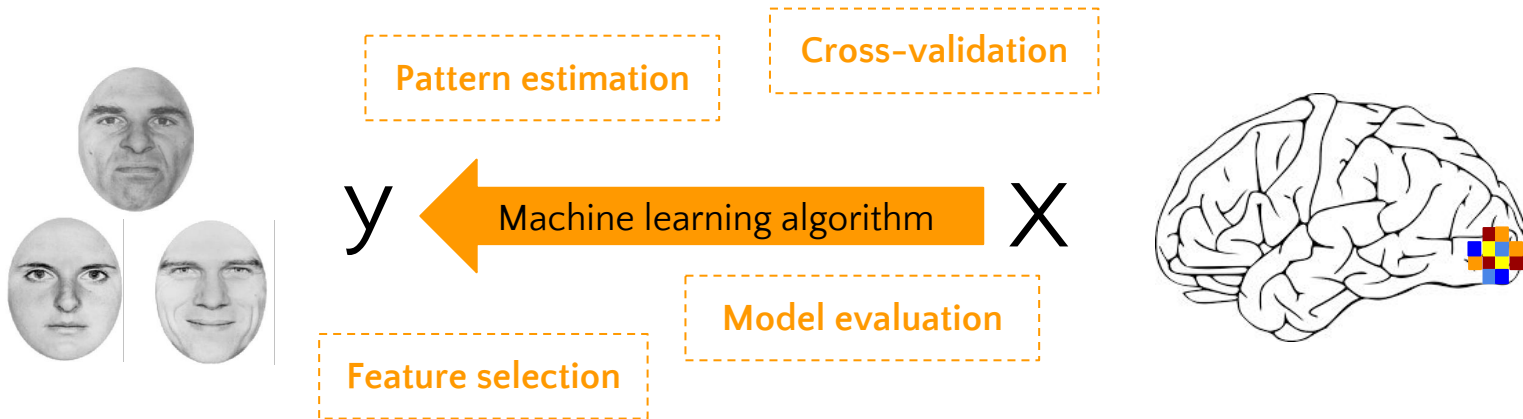 Cross-validation
Pattern estimation
y
Machine learning algorithm
X
Model evaluation
Feature selection